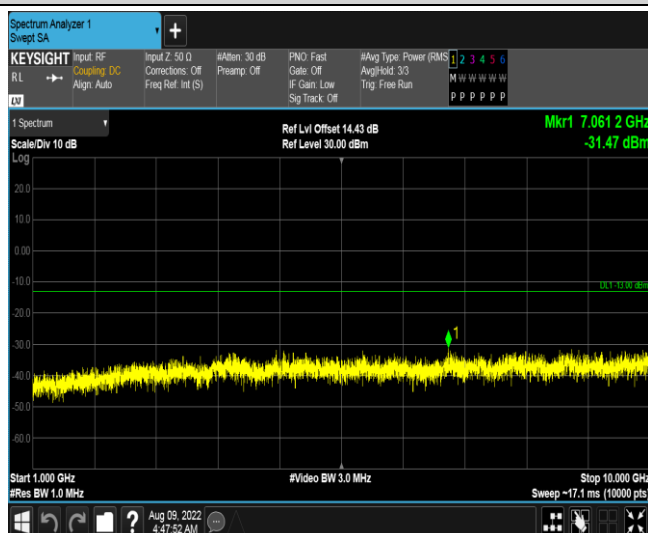 Spectrum Analyzer 1
Swept SA
+
KEYSIGHT
RL
LXI
Input: RF
Coupling: DC
Align: Auto
Input Z: 50 Ω
Corrections: Off
Freq Ref: Int (S)
#Atten: 30 dB
Preamp: Off
PNO: Fast
Gate: Off
IF Gain: Low
Sig Track: Off
#Avg Type: Power (RMS
Avg|Hold: 3/3
Trig: Free Run
1 2 3 4 5 6
M W W W W W
P P P P P P
1 Spectrum
Scale/Div 10 dB
Log
Ref Lvl Offset 14.43 dB
Ref Level 30.00 dBm
Mkr1 7.061 2 GHz
-31.47 dBm
20.0
10.0
0.00
-10.0
-20.0
-30.0
-40.0
-50.0
-60.0
DL1 -13.00 dBm
1
Start 1.000 GHz
#Res BW 1.0 MHz
#Video BW 3.0 MHz
Stop 10.000 GHz
Sweep ~17.1 ms (10000 pts)
?
Aug 09, 2022
4:47:52 AM